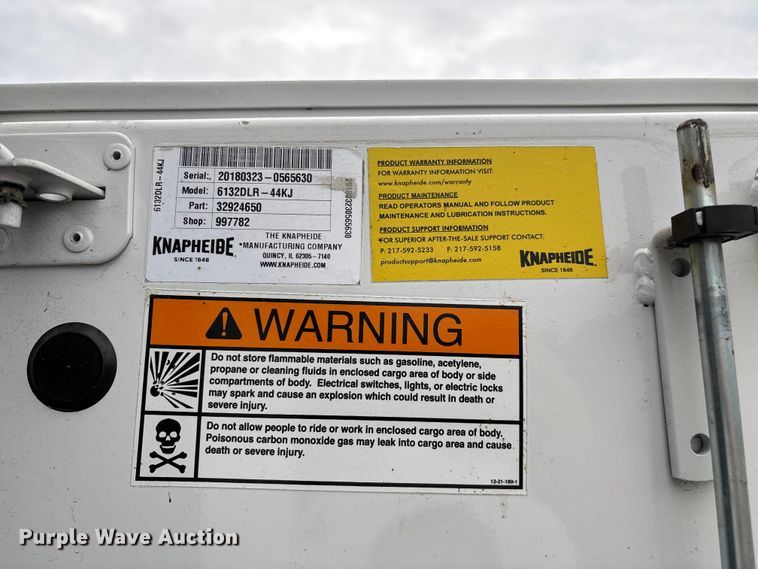 6132DLR-44KJ
Serial: 20180323-0565630
Model: 6132DLR-44KJ
Part: 32924650
Shop: 997782
201803230565630
KNAPHEIDE
SINCE 1848
THE KNAPHEIDE
MANUFACTURING COMPANY
QUINCY, IL 62305-7140
WWW.KNAPHEIDE.COM
PRODUCT WARRANTY INFORMATION
FOR WARRANTY INFORMATION VISIT:
www.knapheide.com/warranty
PRODUCT MAINTENANCE
READ OPERATORS MANUAL AND FOLLOW PRODUCT
MAINTENANCE AND LUBRICATION INSTRUCTIONS.
PRODUCT SUPPORT INFORMATION
FOR SUPERIOR AFTER-THE-SALE SUPPORT CONTACT:
P: 217-592-5233 F: 217-592-5158
productsupport@knapheide.com
KNAPHEIDE
SINCE 1848
WARNING
Do not store flammable materials such as gasoline, acetylene,
propane or cleaning fluids in enclosed cargo area of body or side
compartments of body. Electrical switches, lights, or electric locks
may spark and cause an explosion which could result in death or
severe injury.
Do not allow people to ride or work in enclosed cargo area of body.
Poisonous carbon monoxide gas may leak into cargo area and cause
death or severe injury.
12-21-180-1
Purple Wave Auction